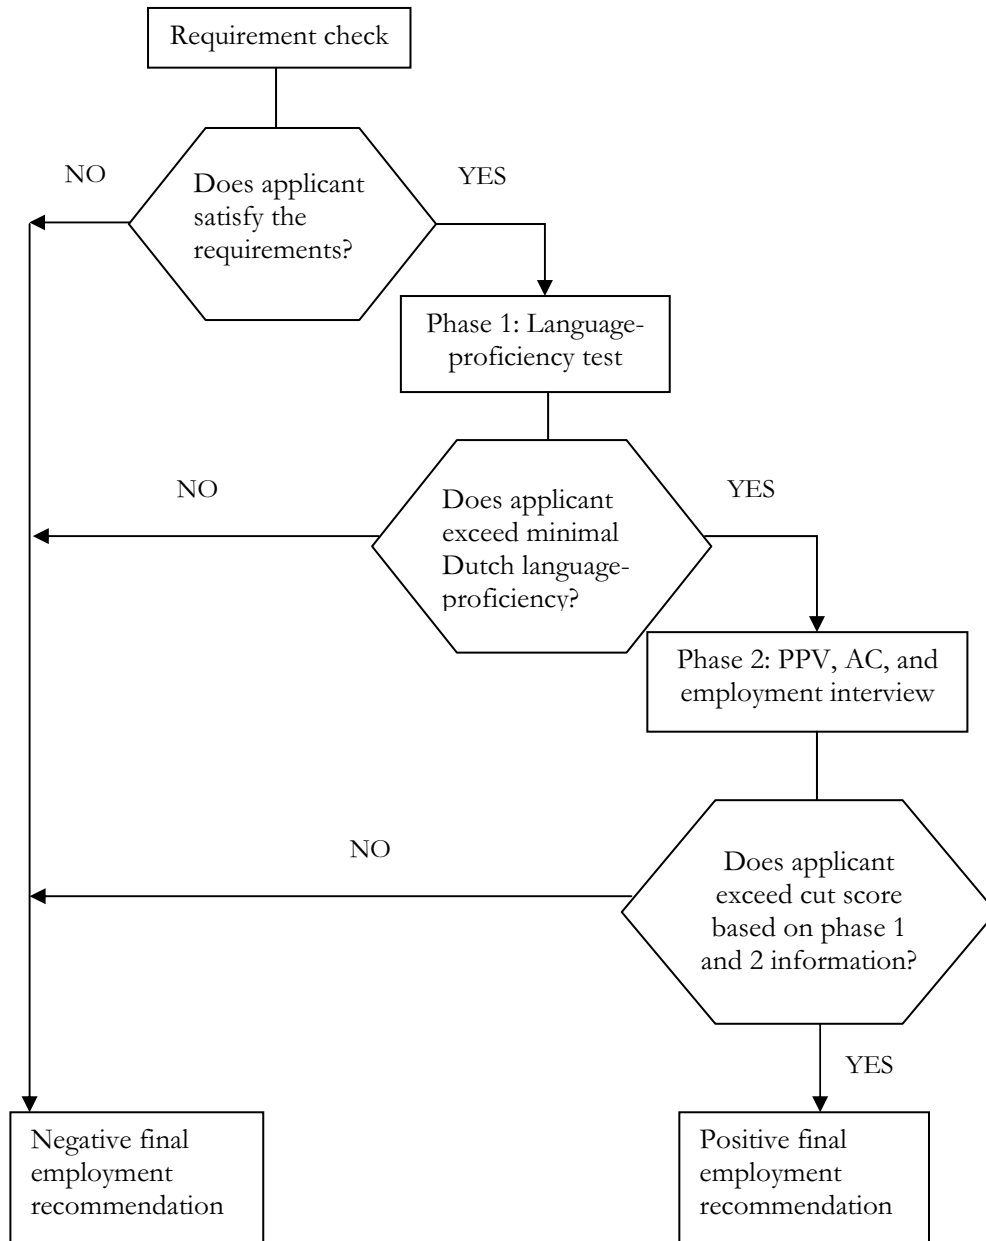 Requirement check
NO
YES
Does applicant
satisfy the
requirements?
Phase 1: Language-
proficiency test
NO
YES
Does applicant
exceed minimal
Dutch language-
proficiency?
Phase 2: PPV, AC, and
employment interview
NO
Does applicant
exceed cut score
based on phase 1
and 2 information?
YES
Negative final
employment
recommendation
Positive final
employment
recommendation